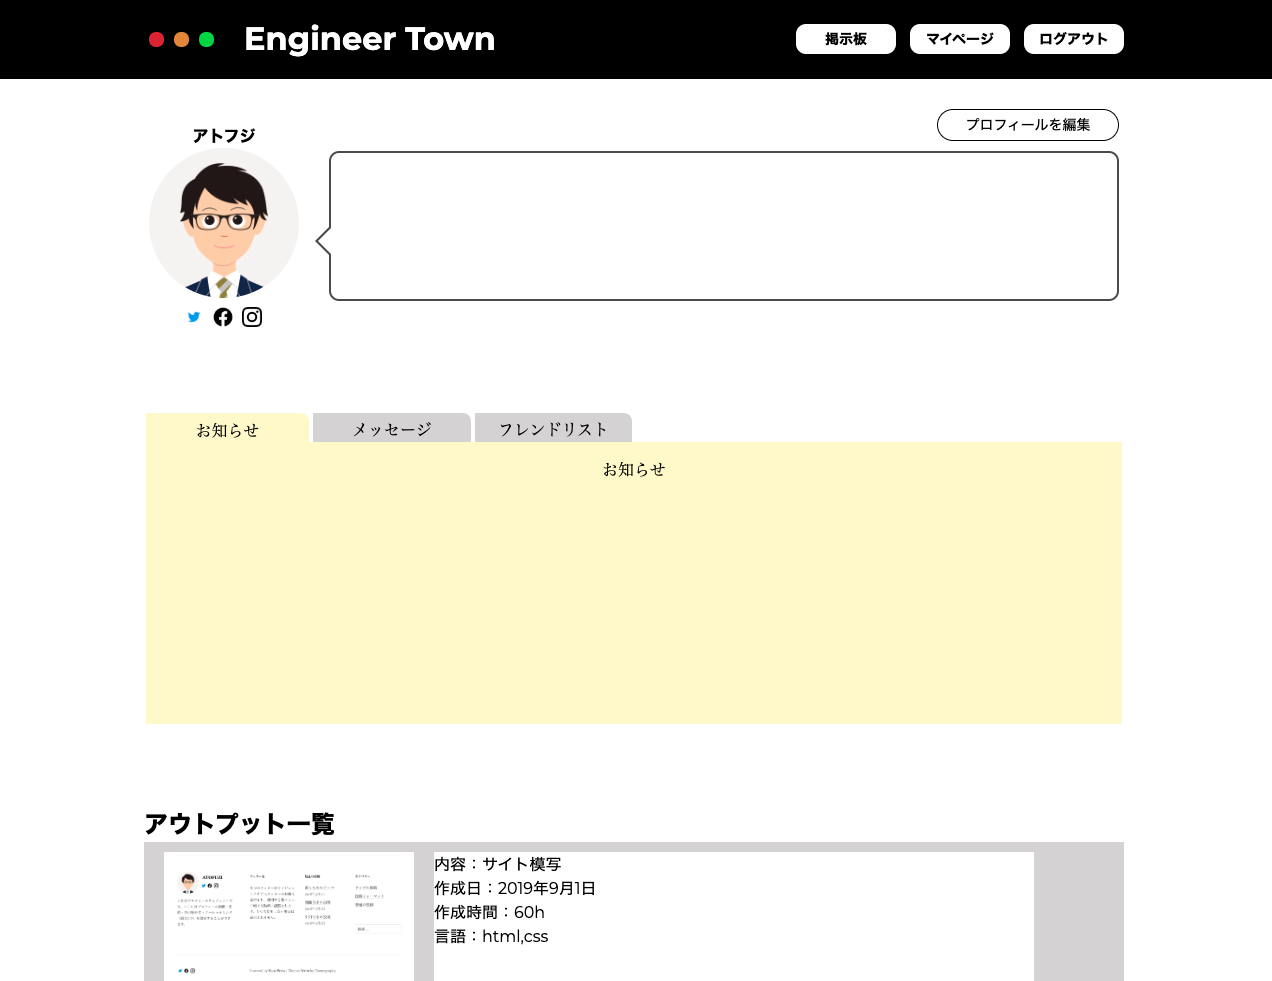 Engineer Town
掲示板
マイページ
ログアウト
プロフィールを編集
アトフジ
お知らせ
メッセージ
フレンドリスト
お知らせ
アウトプット一覧
内容：サイト模写
作成日：2019年9月1日
作成時間：60h
言語：html,css